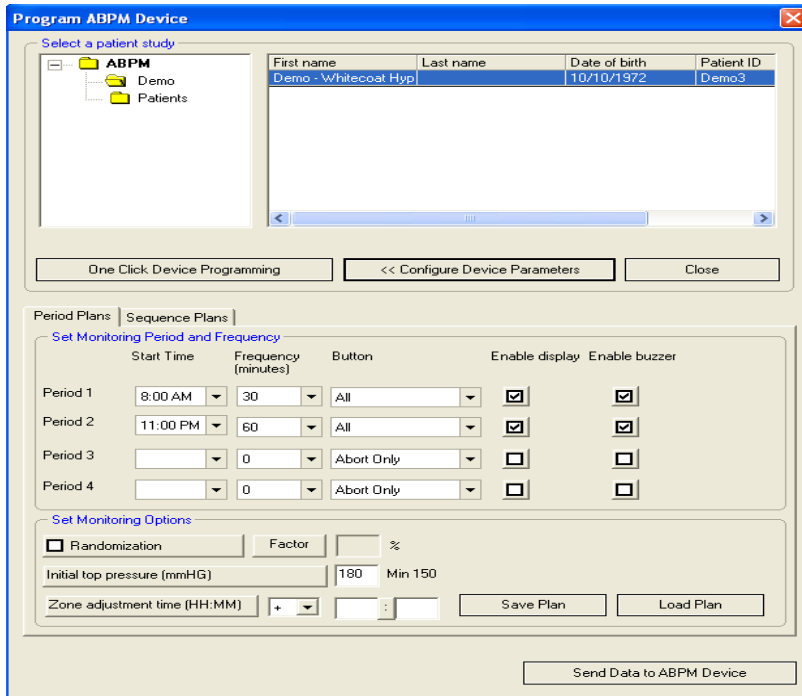 Program ABPM Device
Select a patient study
ABPM
Demo
Patients
First name Last name Date of birth Patient ID
Demo - Whitecoat Hyp 10/10/1972 Demo3
One Click Device Programming << Configure Device Parameters Close
Period Plans Sequence Plans
Set Monitoring Period and Frequency
Start Time Frequency (minutes) Button Enable display Enable buzzer
Period 1 8:00 AM 30 All
Period 2 11:00 PM 60 All
Period 3 0 Abort Only
Period 4 0 Abort Only
Set Monitoring Options
Randomization Factor %
Initial top pressure (mmHG) 180 Min 150
Zone adjustment time (HH:MM) + : Save Plan Load Plan
Send Data to ABPM Device